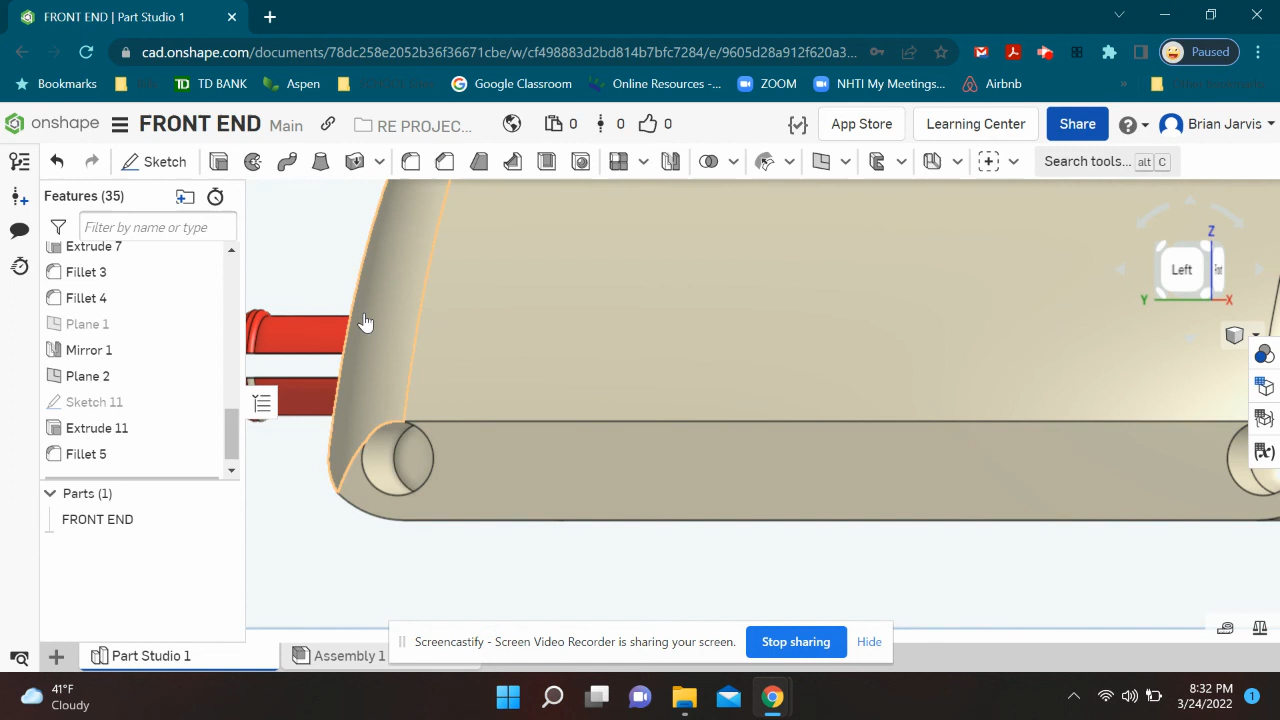 FRONT END | Part Studio 1
cad.onshape.com/documents/78dc258e2052b36f36671cbe/w/cf498883d2bd814b7bfc7284/e/9605d28a912f620a3...
Paused
Bookmarks
TD BANK
Aspen
Google Classroom
Online Resources -...
ZOOM
NHTI My Meetings...
Airbnb
»
onshape
FRONT END
Main
RE PROJEC...
0
0
0
App Store
Learning Center
Share
Brian Jarvis
Sketch
Search tools...
alt
C
Features (35)
Filter by name or type
Extrude 7
Fillet 3
Fillet 4
Plane 1
Mirror 1
Plane 2
Sketch 11
Extrude 11
Fillet 5
Parts (1)
FRONT END
Z
Left
Front
Y
X
Screencastify - Screen Video Recorder is sharing your screen.
Stop sharing
Hide
Part Studio 1
Assembly 1
41°F
Cloudy
8:32 PM
3/24/2022
1